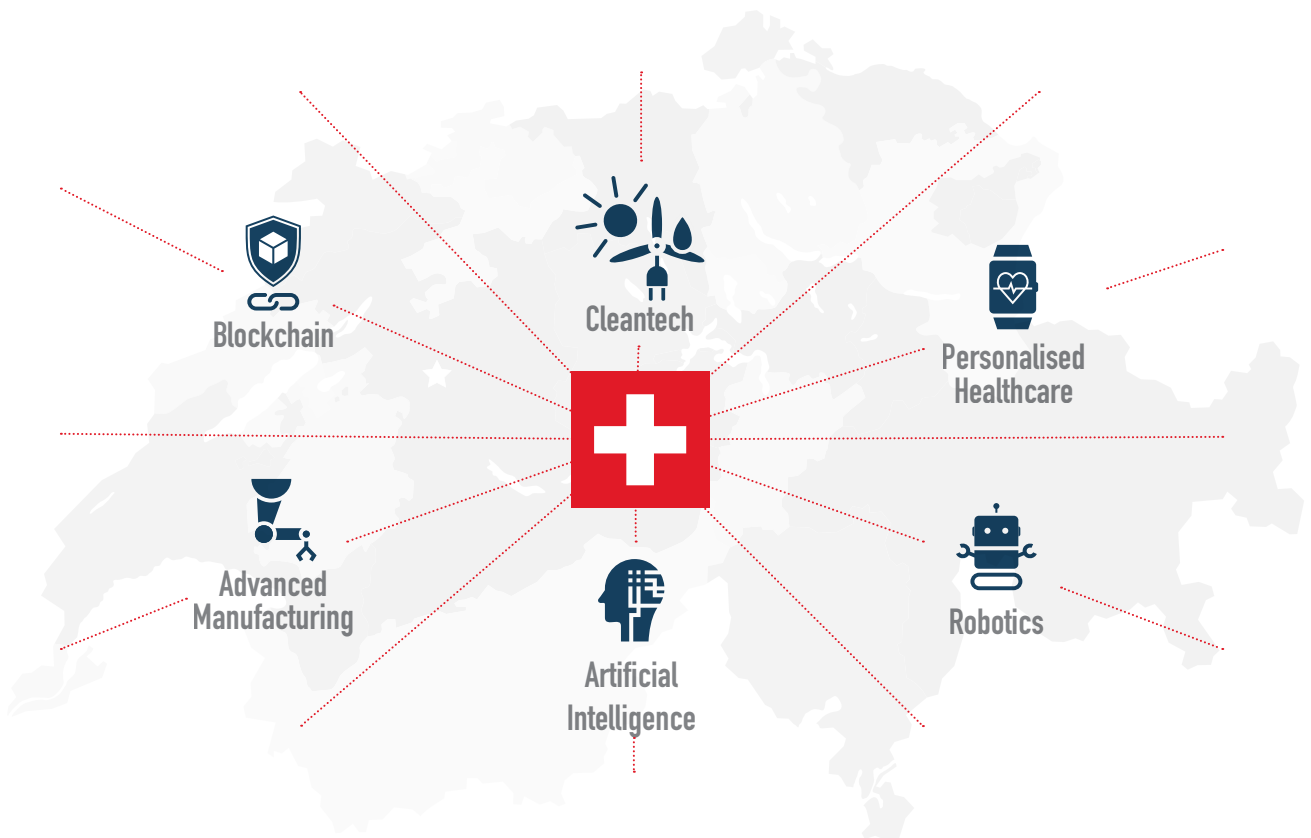 Cleantech
Blockchain
Personalised
Healthcare
Advanced
Manufacturing
Robotics
Artificial
Intelligence